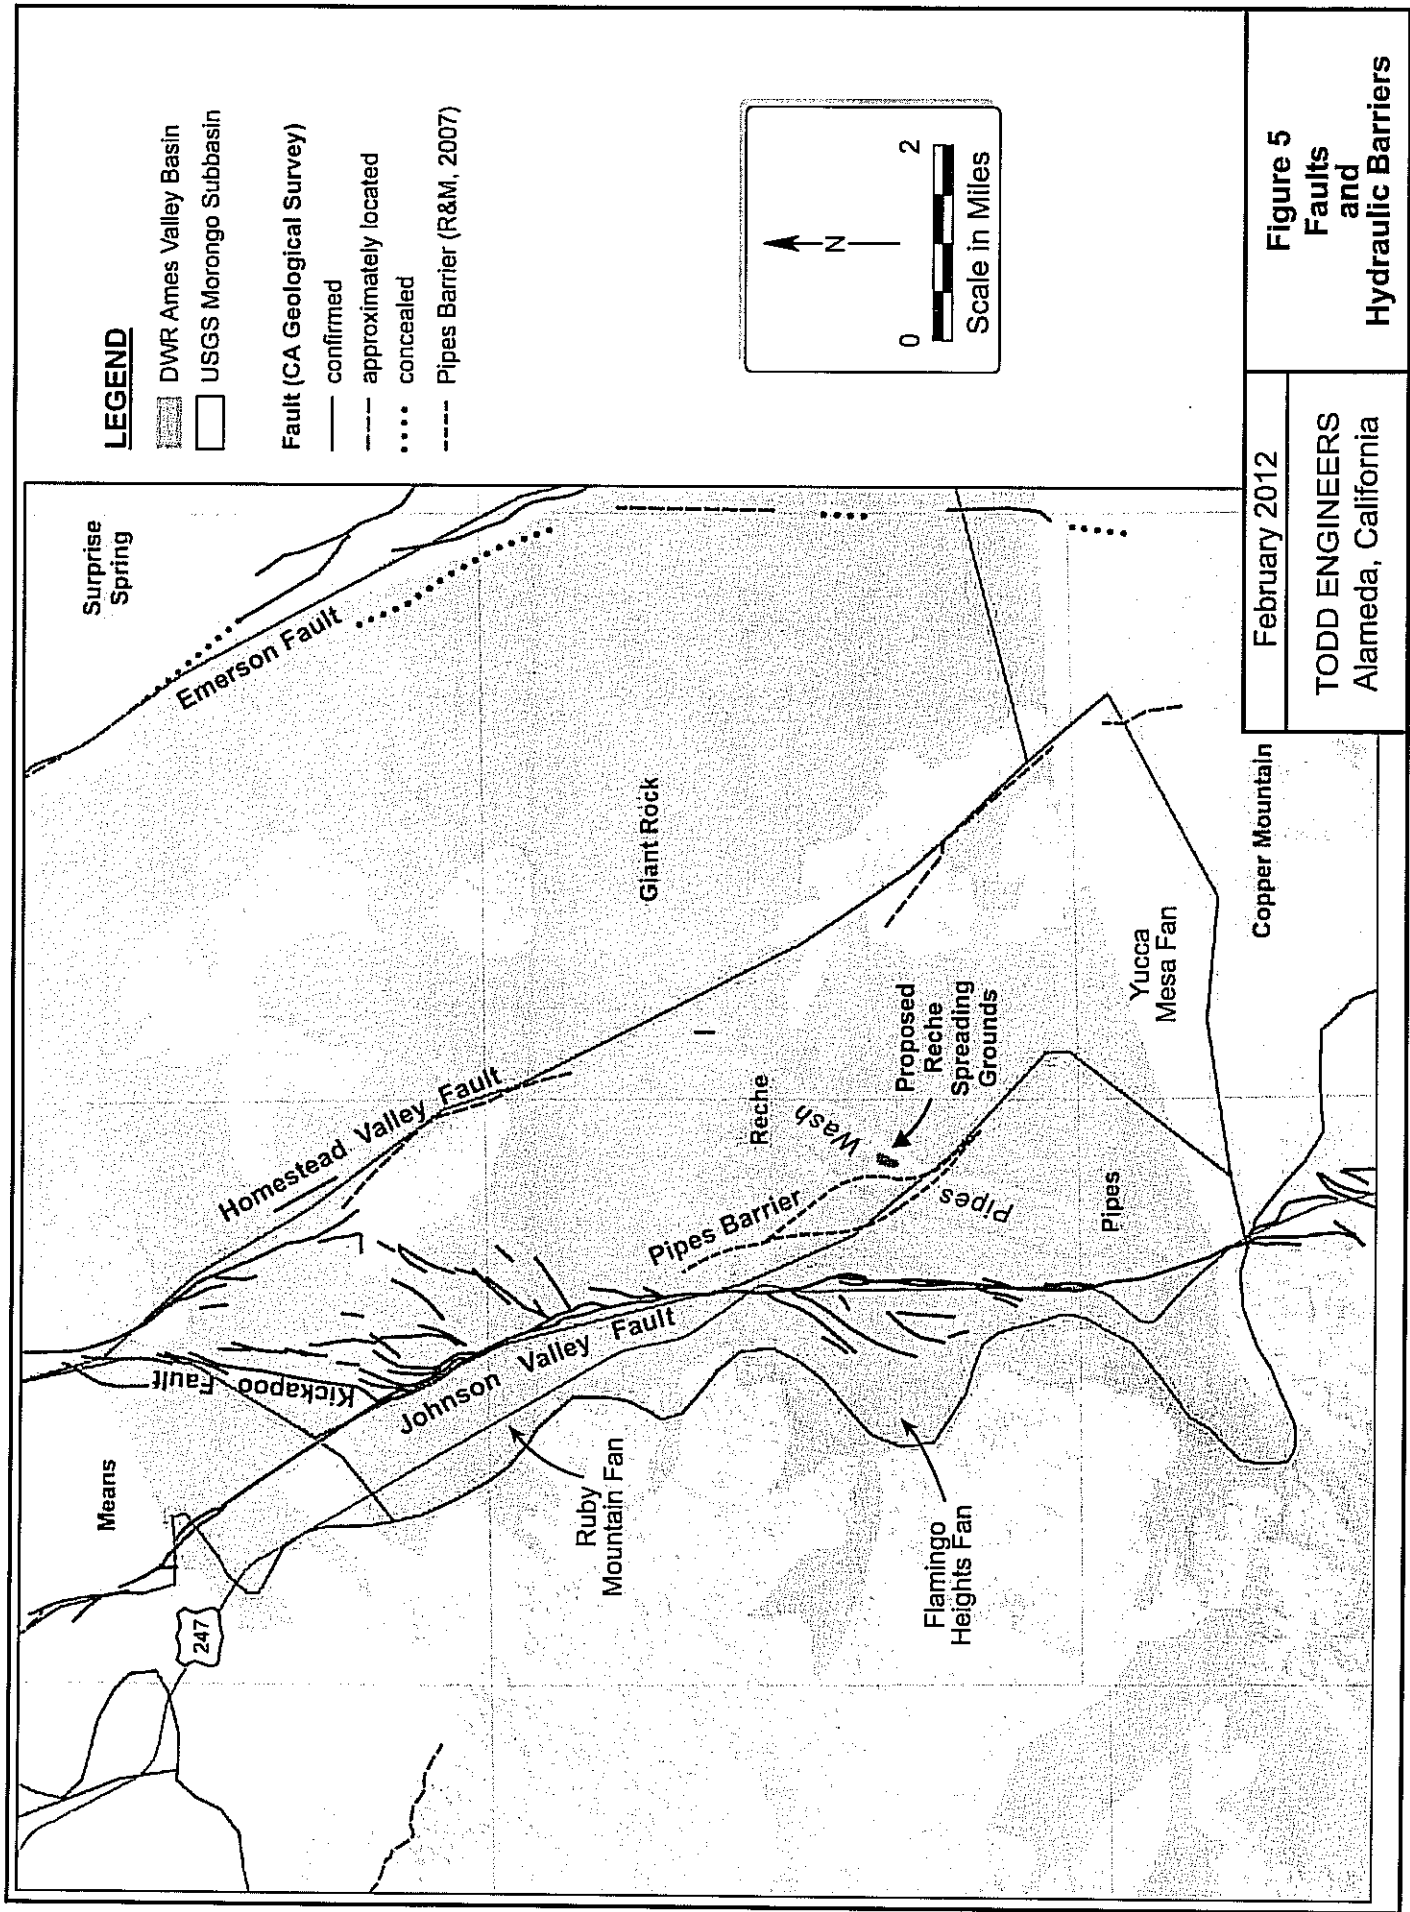 Means
247
Surprise
Spring
Emerson Fault
Homestead Valley Fault
Kickapoo Fault
Johnson Valley Fault
Ruby
Mountain Fan
Flamingo
Heights Fan
Giant Rock
Reche
Wash
Pipes Barrier
Pipes
Proposed
Reche
Spreading
Grounds
Pipes
Yucca
Mesa Fan
Copper Mountain
LEGEND
DWR Ames Valley Basin
USGS Morongo Subbasin
Fault (CA Geological Survey)
confirmed
approximately located
concealed
Pipes Barrier (R&M, 2007)
N
0 2
Scale in Miles
February 2012
TODD ENGINEERS
Alameda, California
Figure 5
Faults
and
Hydraulic Barriers